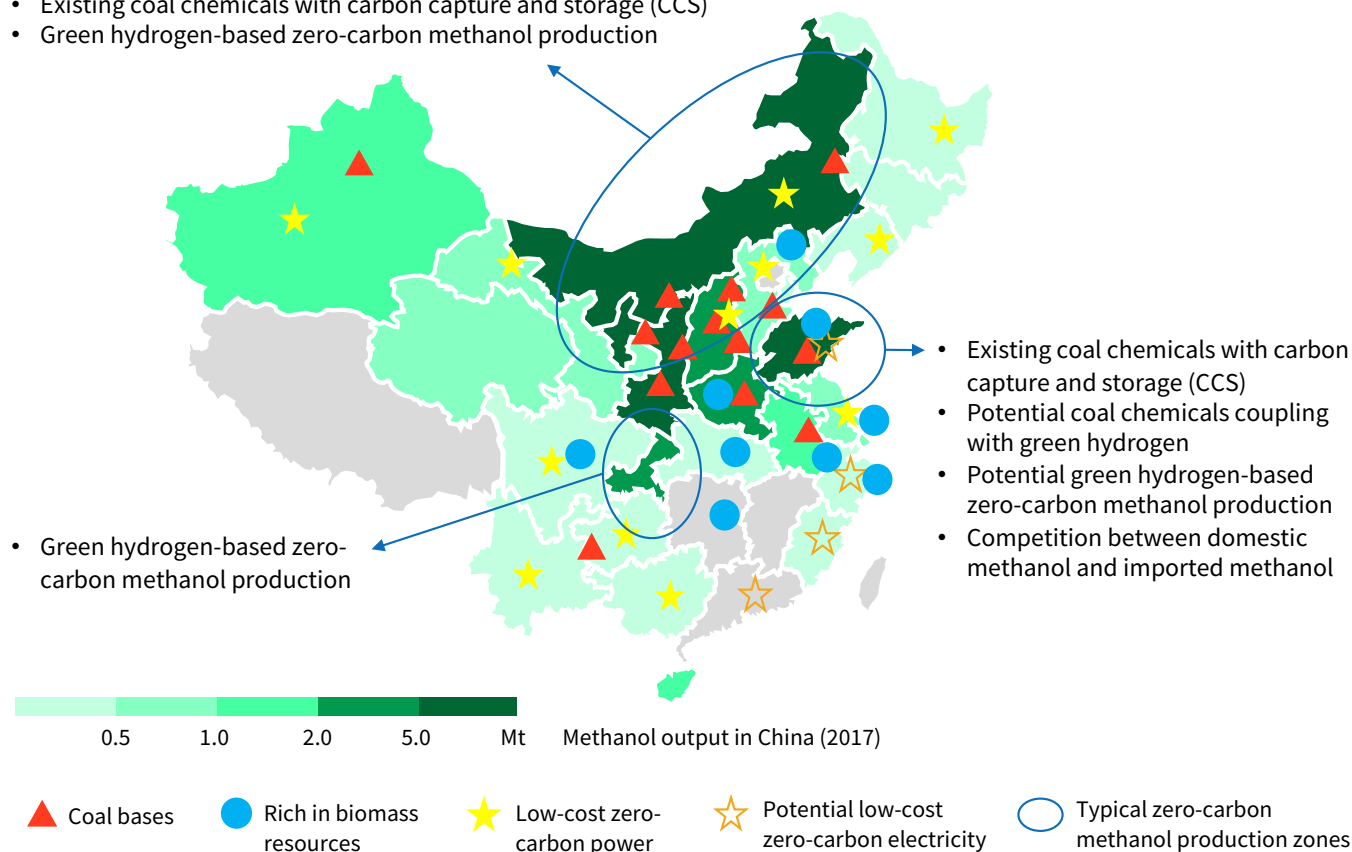 • Existing coal chemicals with carbon capture and storage (CCS)
• Green hydrogen-based zero-carbon methanol production
• Existing coal chemicals with carbon
capture and storage (CCS)
• Potential coal chemicals coupling
with green hydrogen
• Potential green hydrogen-based
zero-carbon methanol production
• Competition between domestic
methanol and imported methanol
• Green hydrogen-based zero-
carbon methanol production
0.5 1.0 2.0 5.0 Mt Methanol output in China (2017)
Coal bases
Rich in biomass
resources
Low-cost zero-
carbon power
Potential low-cost
zero-carbon electricity
Typical zero-carbon
methanol production zones